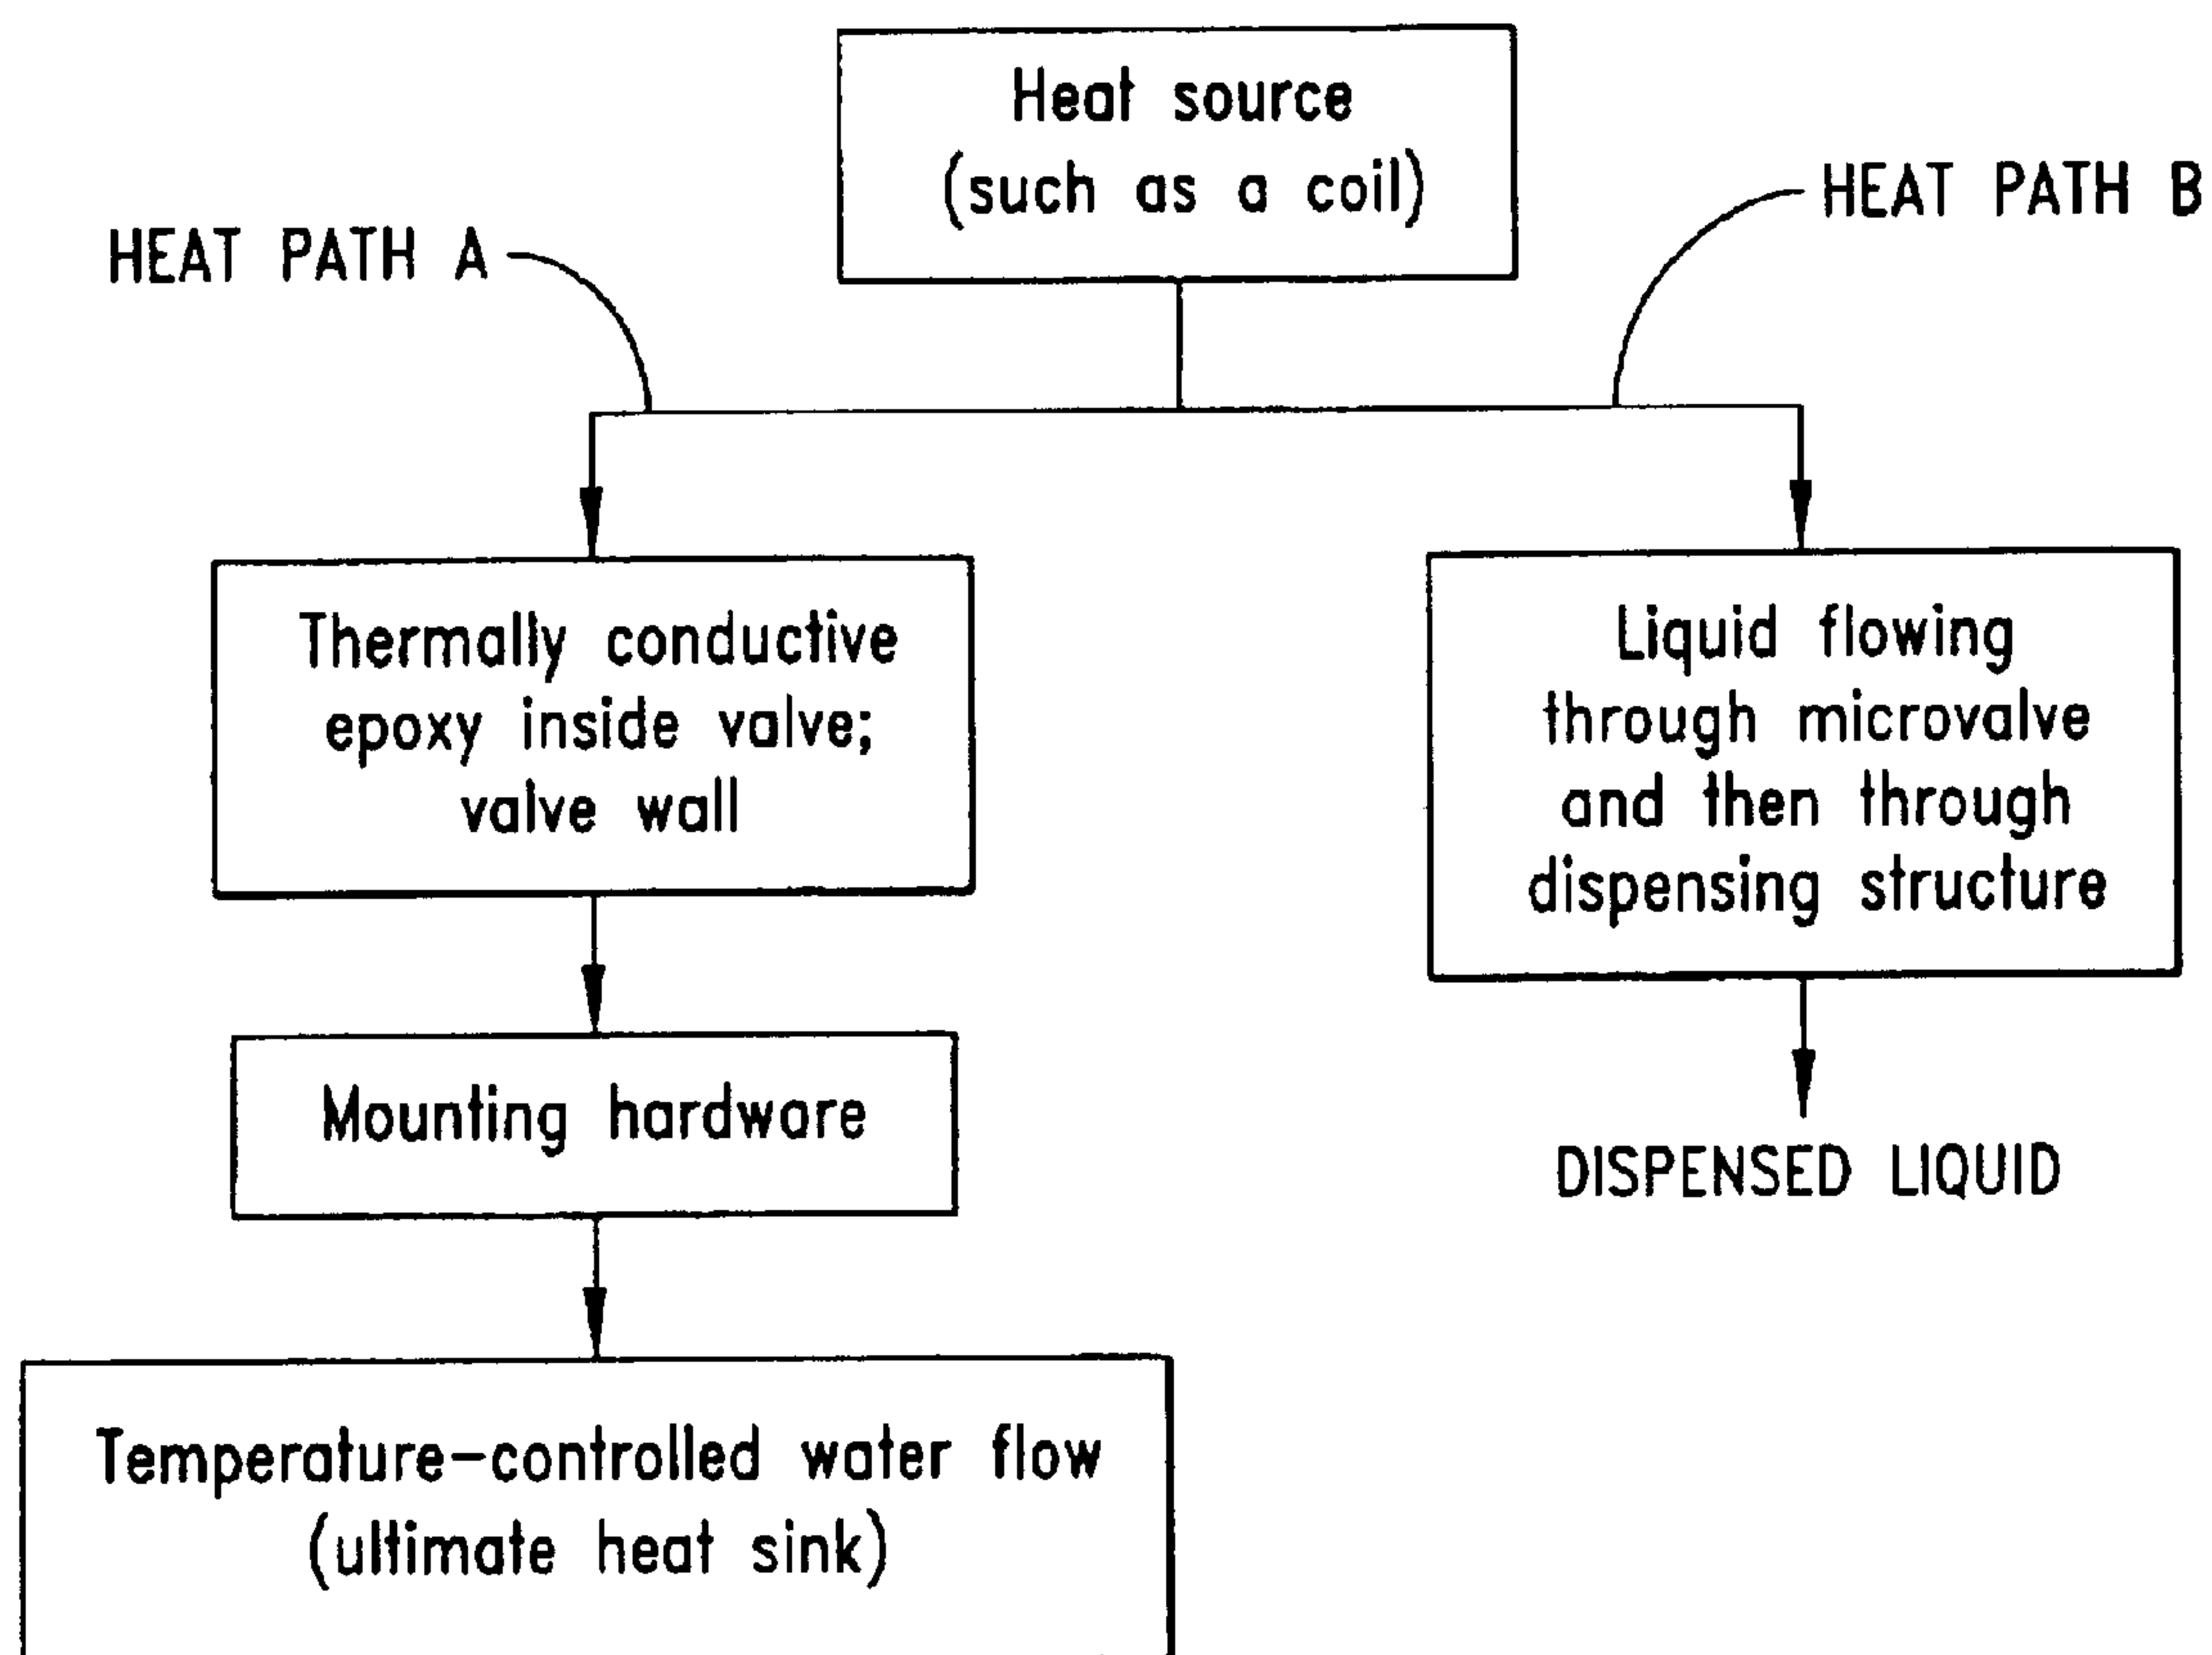 Heat source
(such as a coil)
HEAT PATH A
HEAT PATH B
Thermally conductive
epoxy inside valve;
valve wall
Liquid flowing
through microvalve
and then through
dispensing structure
Mounting hardware
DISPENSED LIQUID
Temperature-controlled water flow
(ultimate heat sink)